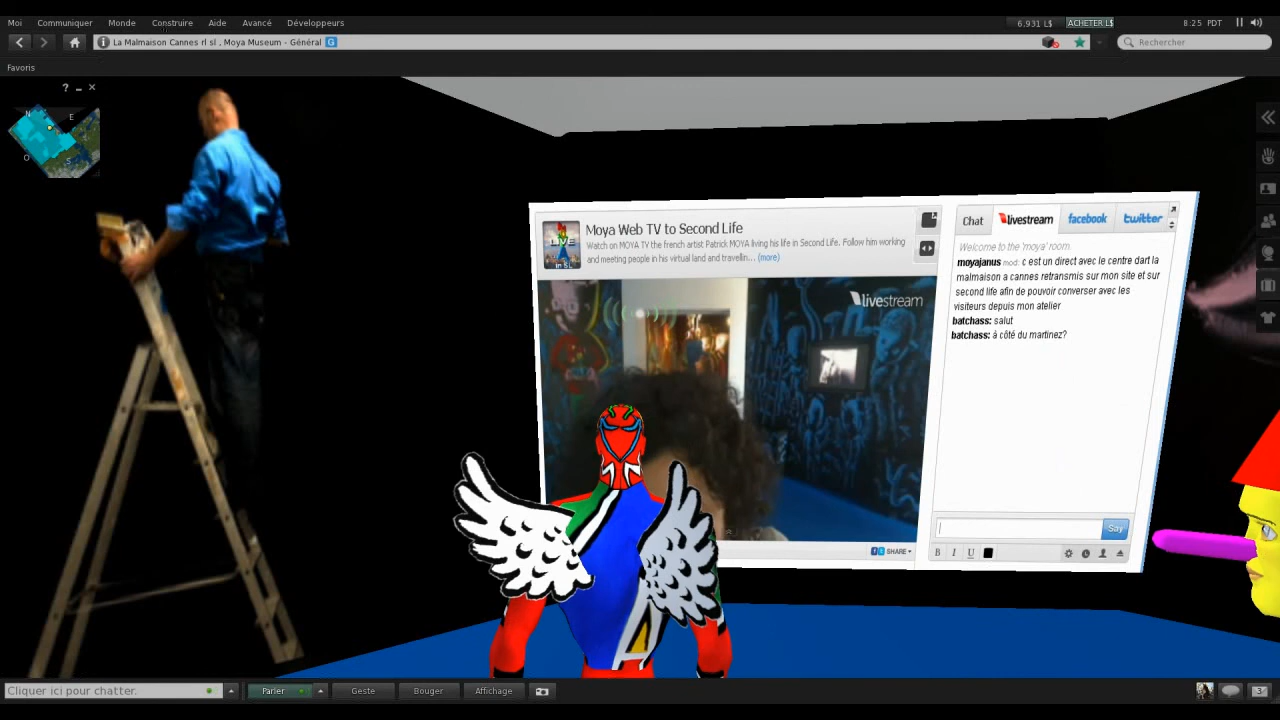 Moi Communiquer Monde Construire Aide Avancé Développeurs 6.931 L$ ACHETER L$ 8:25 PDT
La Malmaison Cannes rl sl , Moya Museum - Général G Rechercher
Favoris
?
N E
O S
LIVE
in SL
Moya Web TV to Second Life
Watch on MOYA TV the french artist Patrick MOYA living his life in Second Life. Follow him working
and meeting people in his virtual land and travellin... (more)
livestream
SHARE
Chat livestream facebook twitter
Welcome to the 'moya' room.
moyajanus mod: c est un direct avec le centre dart la
malmaison a cannes retransmis sur mon site et sur
second life afin de pouvoir converser avec les
visiteurs depuis mon atelier
batchass: salut
batchass: à côté du martinez?
Say
B I U
Cliquer ici pour chatter. Parler Geste Bouger Affichage 3